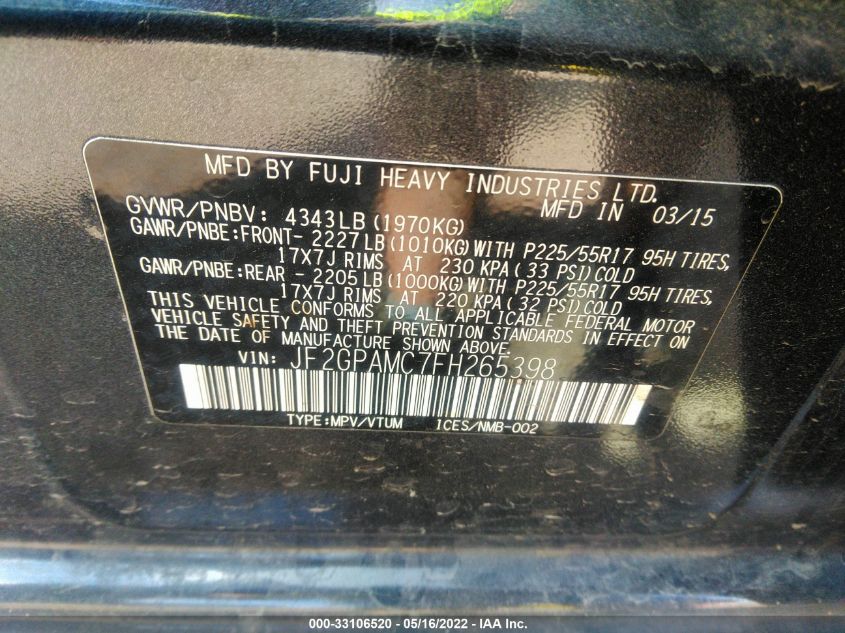 MFD BY FUJI HEAVY INDUSTRIES LTD.
MFD IN 03/15
GVWR/PNBV: 4343LB (1970KG)
GAWR/PNBE:FRONT- 2227LB (1010KG) WITH P225/55R17 95H TIRES,
17X7J RIMS AT 230 KPA ( 33 PSI) COLD
GAWR/PNBE:REAR - 2205 LB (1000KG) WITH P225/55R17 95H TIRES,
17X7J RIMS AT 220 KPA ( 32 PSI) COLD
THIS VEHICLE CONFORMS TO ALL APPLICABLE FEDERAL MOTOR
VEHICLE SAFETY AND THEFT PREVENTION STANDARDS IN EFFECT ON
THE DATE OF MANUFACTURE SHOWN ABOVE.
VIN: JF2GPAMC7FH265398
TYPE:MPV/VTUM ICES/NMB-002
000-33106520 - 05/16/2022 - IAA Inc.